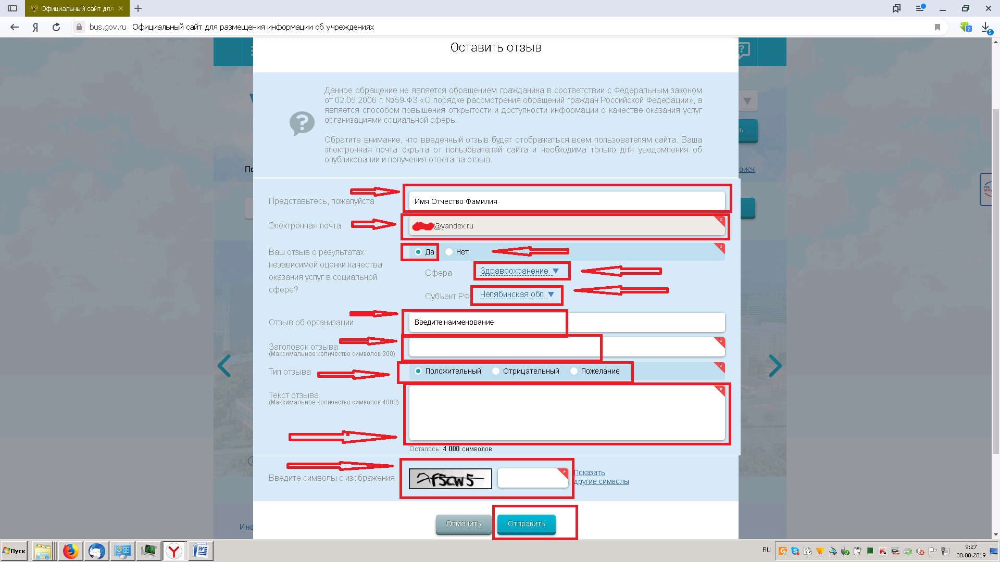 Официальный сайт для
bus.gov.ru Официальный сайт для размещения информации об учреждениях
5
Оставить отзыв
Данное обращение не является обращением гражданина в соответствии с Федеральным законом
от 02.05.2006 г. №59-ФЗ «О порядке рассмотрения обращений граждан Российской Федерации», а
является способом повышения открытости и доступности информации о качестве оказания услуг
организациями социальной сферы.
Обратите внимание, что введенный отзыв будет отображаться всем пользователям сайта. Ваша
электронная почта скрыта от пользователей сайта и необходима только для уведомления об
опубликовании и получения ответа на отзыв.
По
оиск
ь
гос
услу
Представьтесь, пожалуйста
Имя Отчество Фамилия
Электронная почта
@yandex.ru
*
Ваш отзыв о результатах
независимой оценки качества
оказания услуг в социальной
сфере?
Да Нет
*
Сфера Здравоохранение
Субъект РФ Челябинская обл
Отзыв об организации
Введите наименование
Заголовок отзыва
(Максимальное количество символов 300)
*
Тип отзыва
Положительный Отрицательный Пожелание
*
Текст отзыва
(Максимальное количество символов 4000)
*
Осталось: 4 000 символов
Введите символы с изображения
*
Показать
другие символы
Отменить
Отправить
Инф
Пуск
RU
9:27
30.08.2019